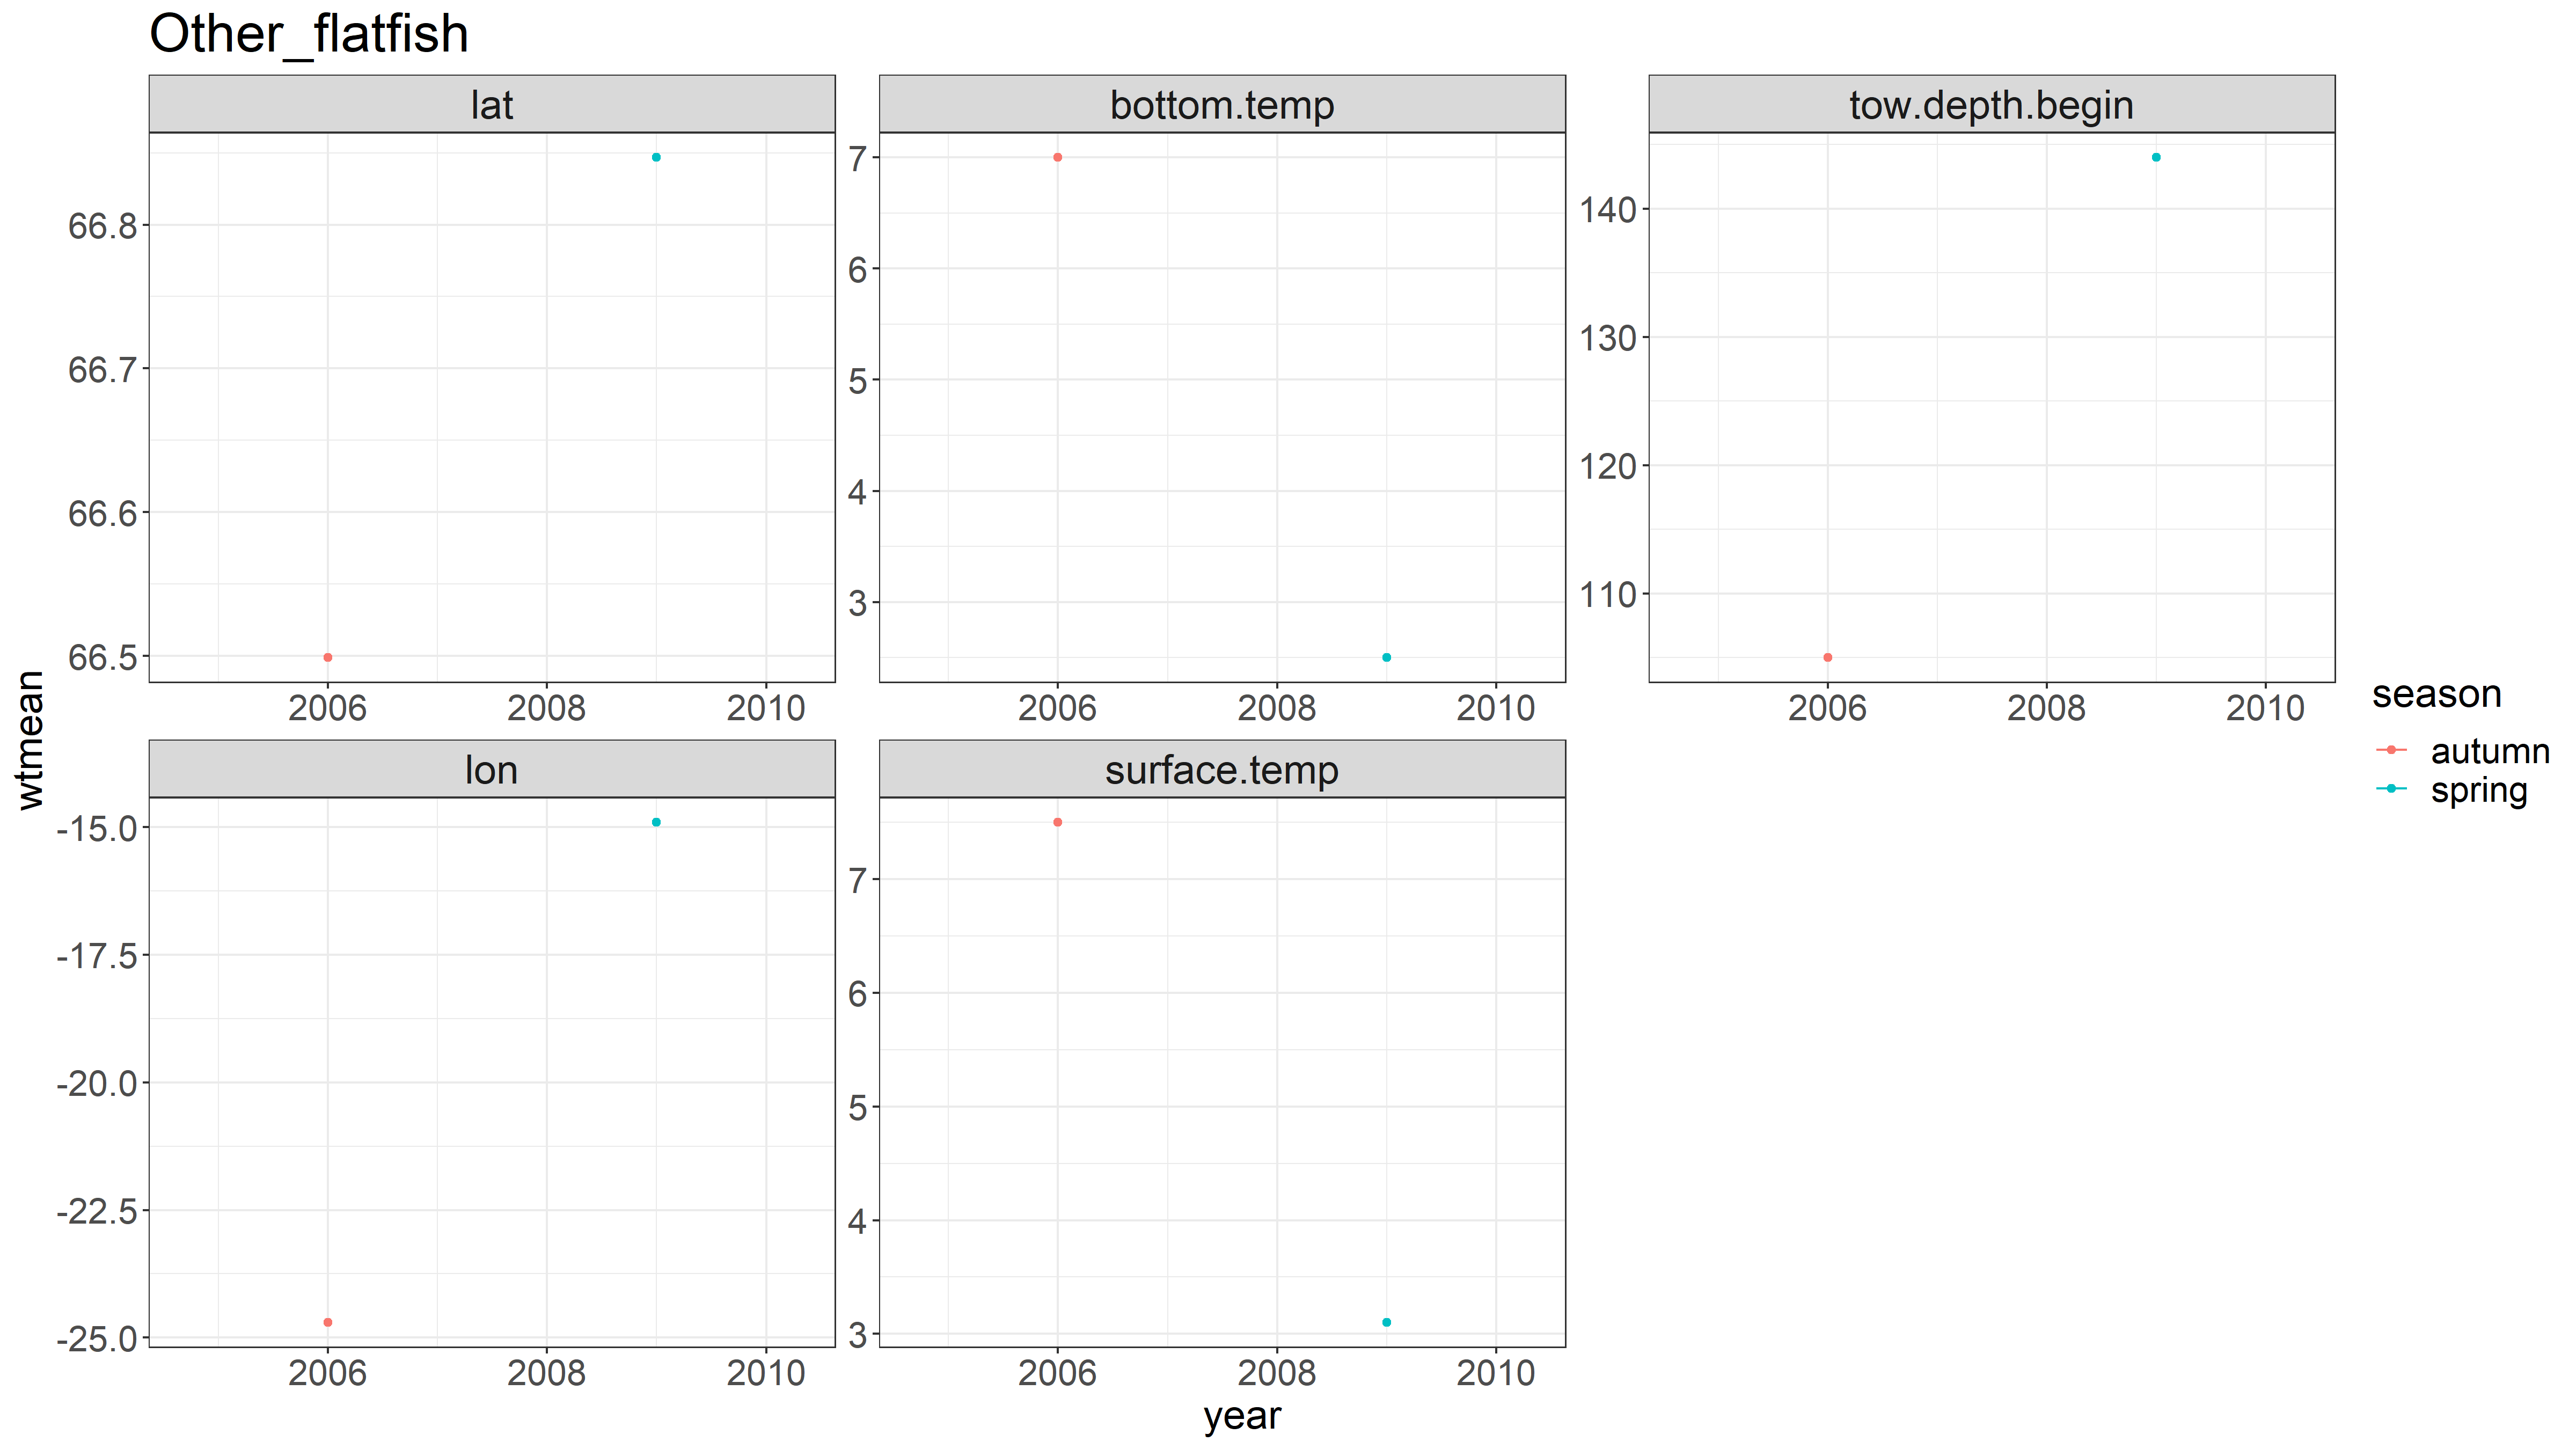 Other_flatfish
lat
bottom.temp
tow.depth.begin
66.8
66.7
66.6
66.5
7
6
5
4
3
140
130
120
110
2006 2008 2010
2006 2008 2010
2006 2008 2010
wtmean
lon
surface.temp
-15.0
-17.5
-20.0
-22.5
-25.0
7
6
5
4
3
2006 2008 2010
2006 2008 2010
year
season
autumn
spring